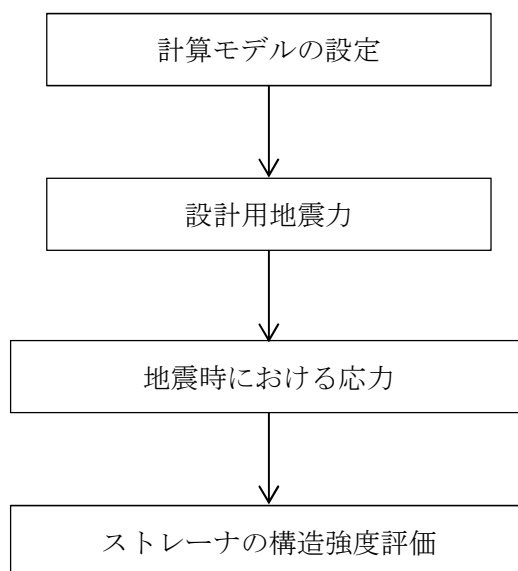 計算モデルの設定
設計用地震力
地震時における応力
ストレーナの構造強度評価